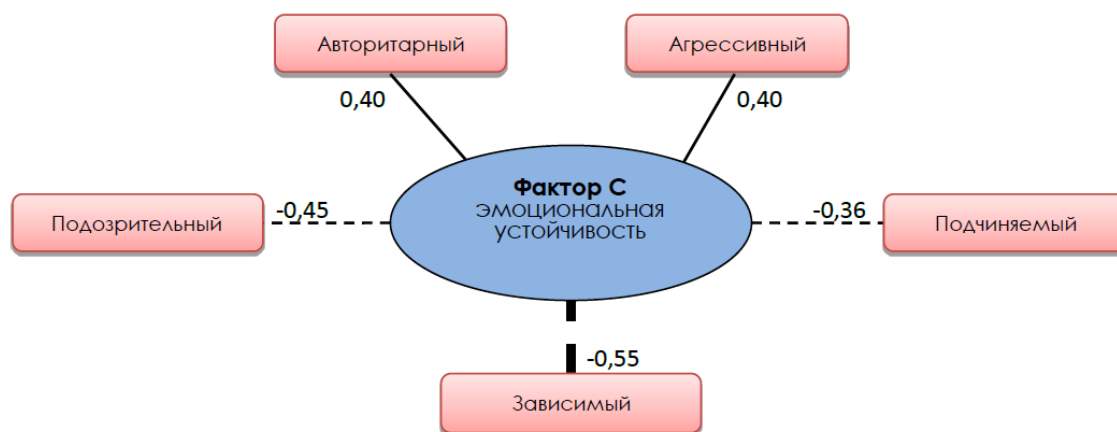 Авторитарный
Агрессивный
0,40
0,40
Фактор С
эмоциональная
устойчивость
Подозрительный
-0,45
-0,36
Подчиняемый
-0,55
Зависимый